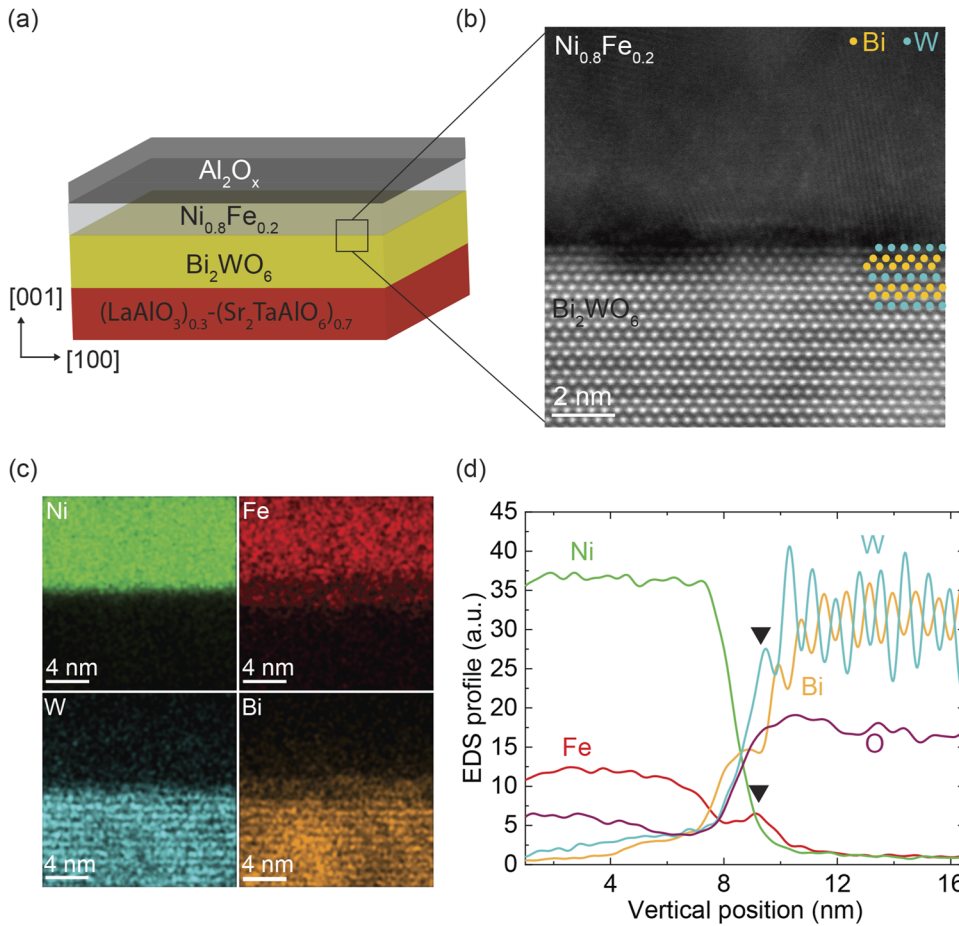 (a)
Al₂Oₓ
Ni₀.₈Fe₀.₂
Bi₂WO₆
(LaAlO₃)₀.₃-(Sr₂TaAlO₆)₀.₇
[001]
[100]
(b)
Ni₀.₈Fe₀.₂
Bi W
Bi₂WO₆
2 nm
(c)
Ni
4 nm
Fe
4 nm
W
4 nm
Bi
4 nm
(d)
45
40
35
30
25
20
15
10
5
0
EDS profile (a.u.)
Ni
W
Bi
Fe
O
4 8 12 16
Vertical position (nm)